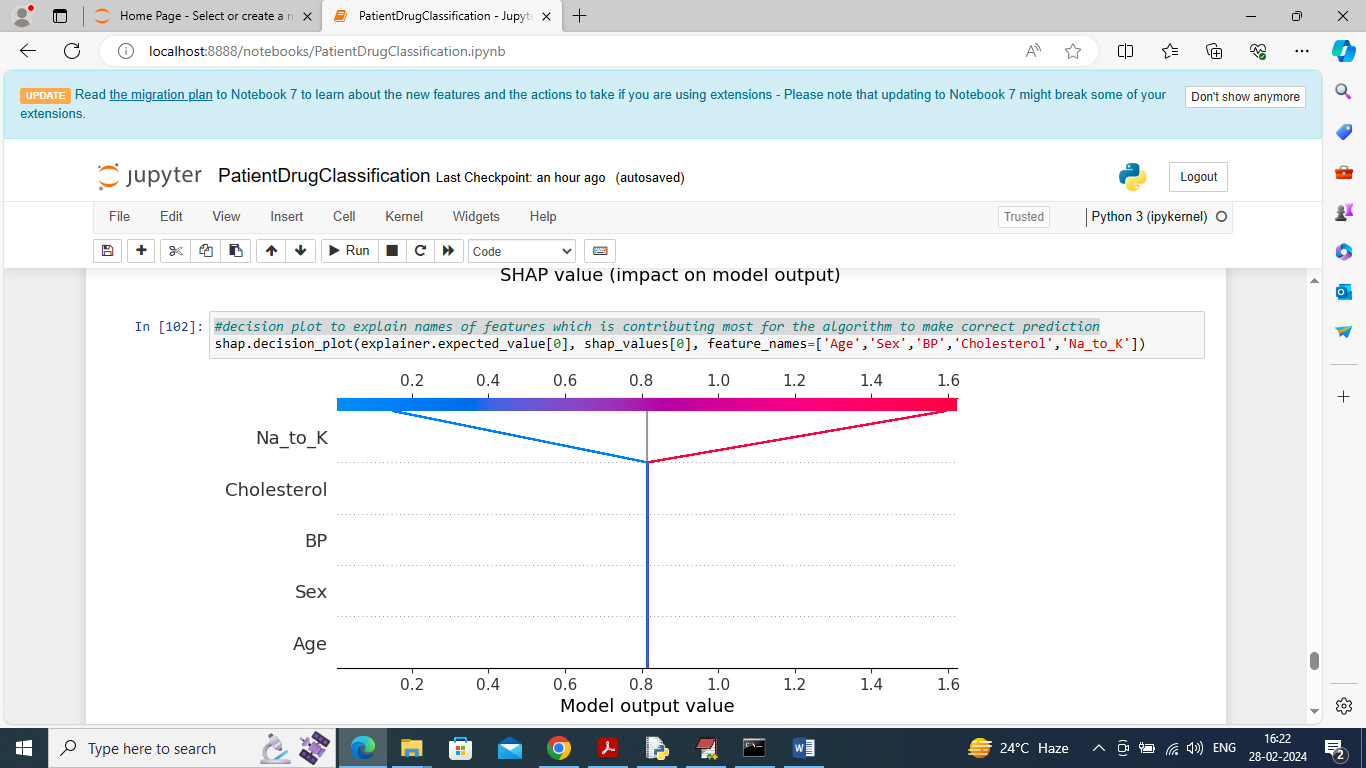 Home Page - Select or create a n
PatientDrugClassification - Jupyt
localhost:8888/notebooks/PatientDrugClassification.ipynb
UPDATE Read the migration plan to Notebook 7 to learn about the new features and the actions to take if you are using extensions - Please note that updating to Notebook 7 might break some of your
extensions.
Don't show anymore
jupyter PatientDrugClassification Last Checkpoint: an hour ago (autosaved)
Logout
File Edit View Insert Cell Kernel Widgets Help
Trusted
Python 3 (ipykernel)
Run
Code
SHAP value (impact on model output)
In [102]: #decision plot to explain names of features which is contributing most for the algorithm to make correct prediction
shap.decision_plot(explainer.expected_value[0], shap_values[0], feature_names=['Age','Sex','BP','Cholesterol','Na_to_K'])
0.2 0.4 0.6 0.8 1.0 1.2 1.4 1.6
Na_to_K
Cholesterol
BP
Sex
Age
0.2 0.4 0.6 0.8 1.0 1.2 1.4 1.6
Model output value
Type here to search
24°C Haze
ENG
16:22
28-02-2024
2